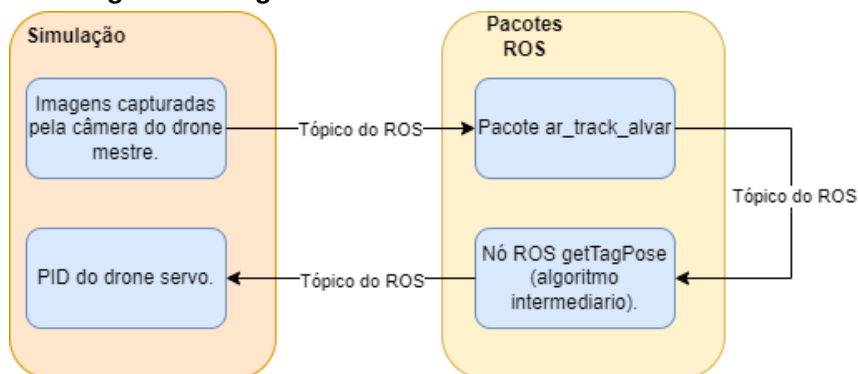 Simulação
Pacotes
ROS
Imagens capturadas
pela câmera do drone
mestre.
Tópico do ROS
Pacote ar_track_alvar
Tópico do ROS
PID do drone servo.
Tópico do ROS
Nó ROS getTagPose
(algoritmo
intermediario).